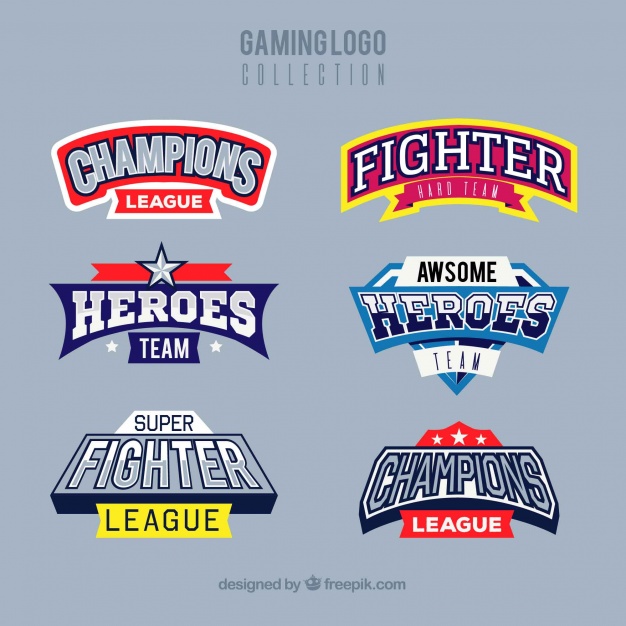 GAMING LOGO
COLLECTION
CHAMPIONS
LEAGUE
FIGHTER
HARD TEAM
HEROES
TEAM
AWSOME
HEROES
TEAM
SUPER
FIGHTER
LEAGUE
CHAMPIONS
LEAGUE
designed by freepik.com